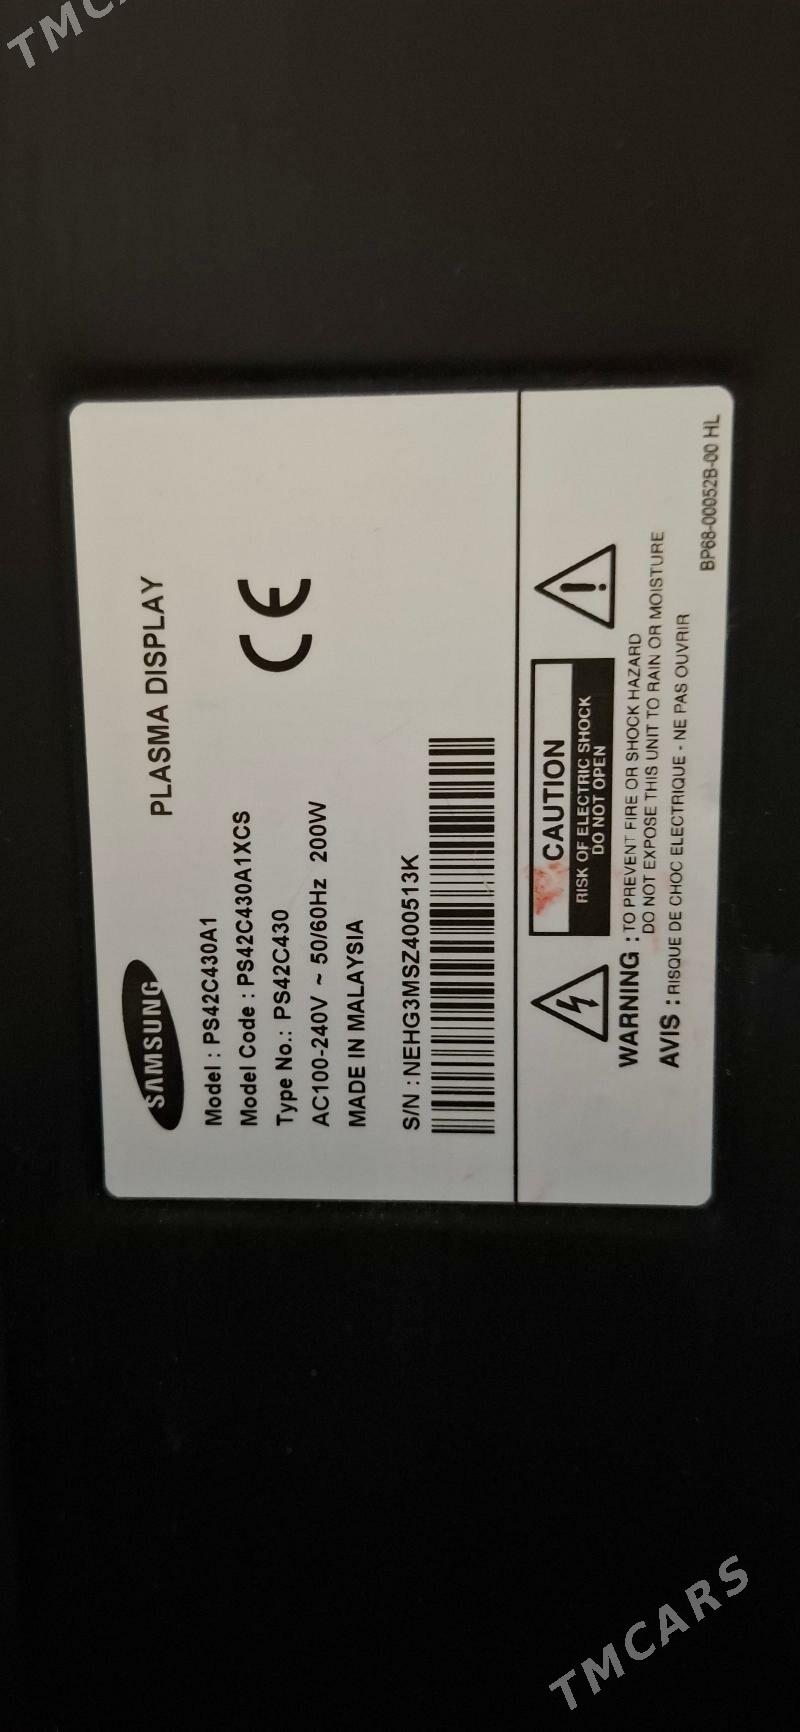 TMCARS
SAMSUNG
PLASMA DISPLAY
Model : PS42C430A1
Model Code : PS42C430A1XCS
Type No.: PS42C430
AC100-240V ~ 50/60Hz 200W
MADE IN MALAYSIA
CE
S/N : NEHG3MSZ400513K
CAUTION
RISK OF ELECTRIC SHOCK
DO NOT OPEN
WARNING : TO PREVENT FIRE OR SHOCK HAZARD
DO NOT EXPOSE THIS UNIT TO RAIN OR MOISTURE
AVIS : RISQUE DE CHOC ELECTRIQUE - NE PAS OUVRIR
BP68-00052B-00 HL